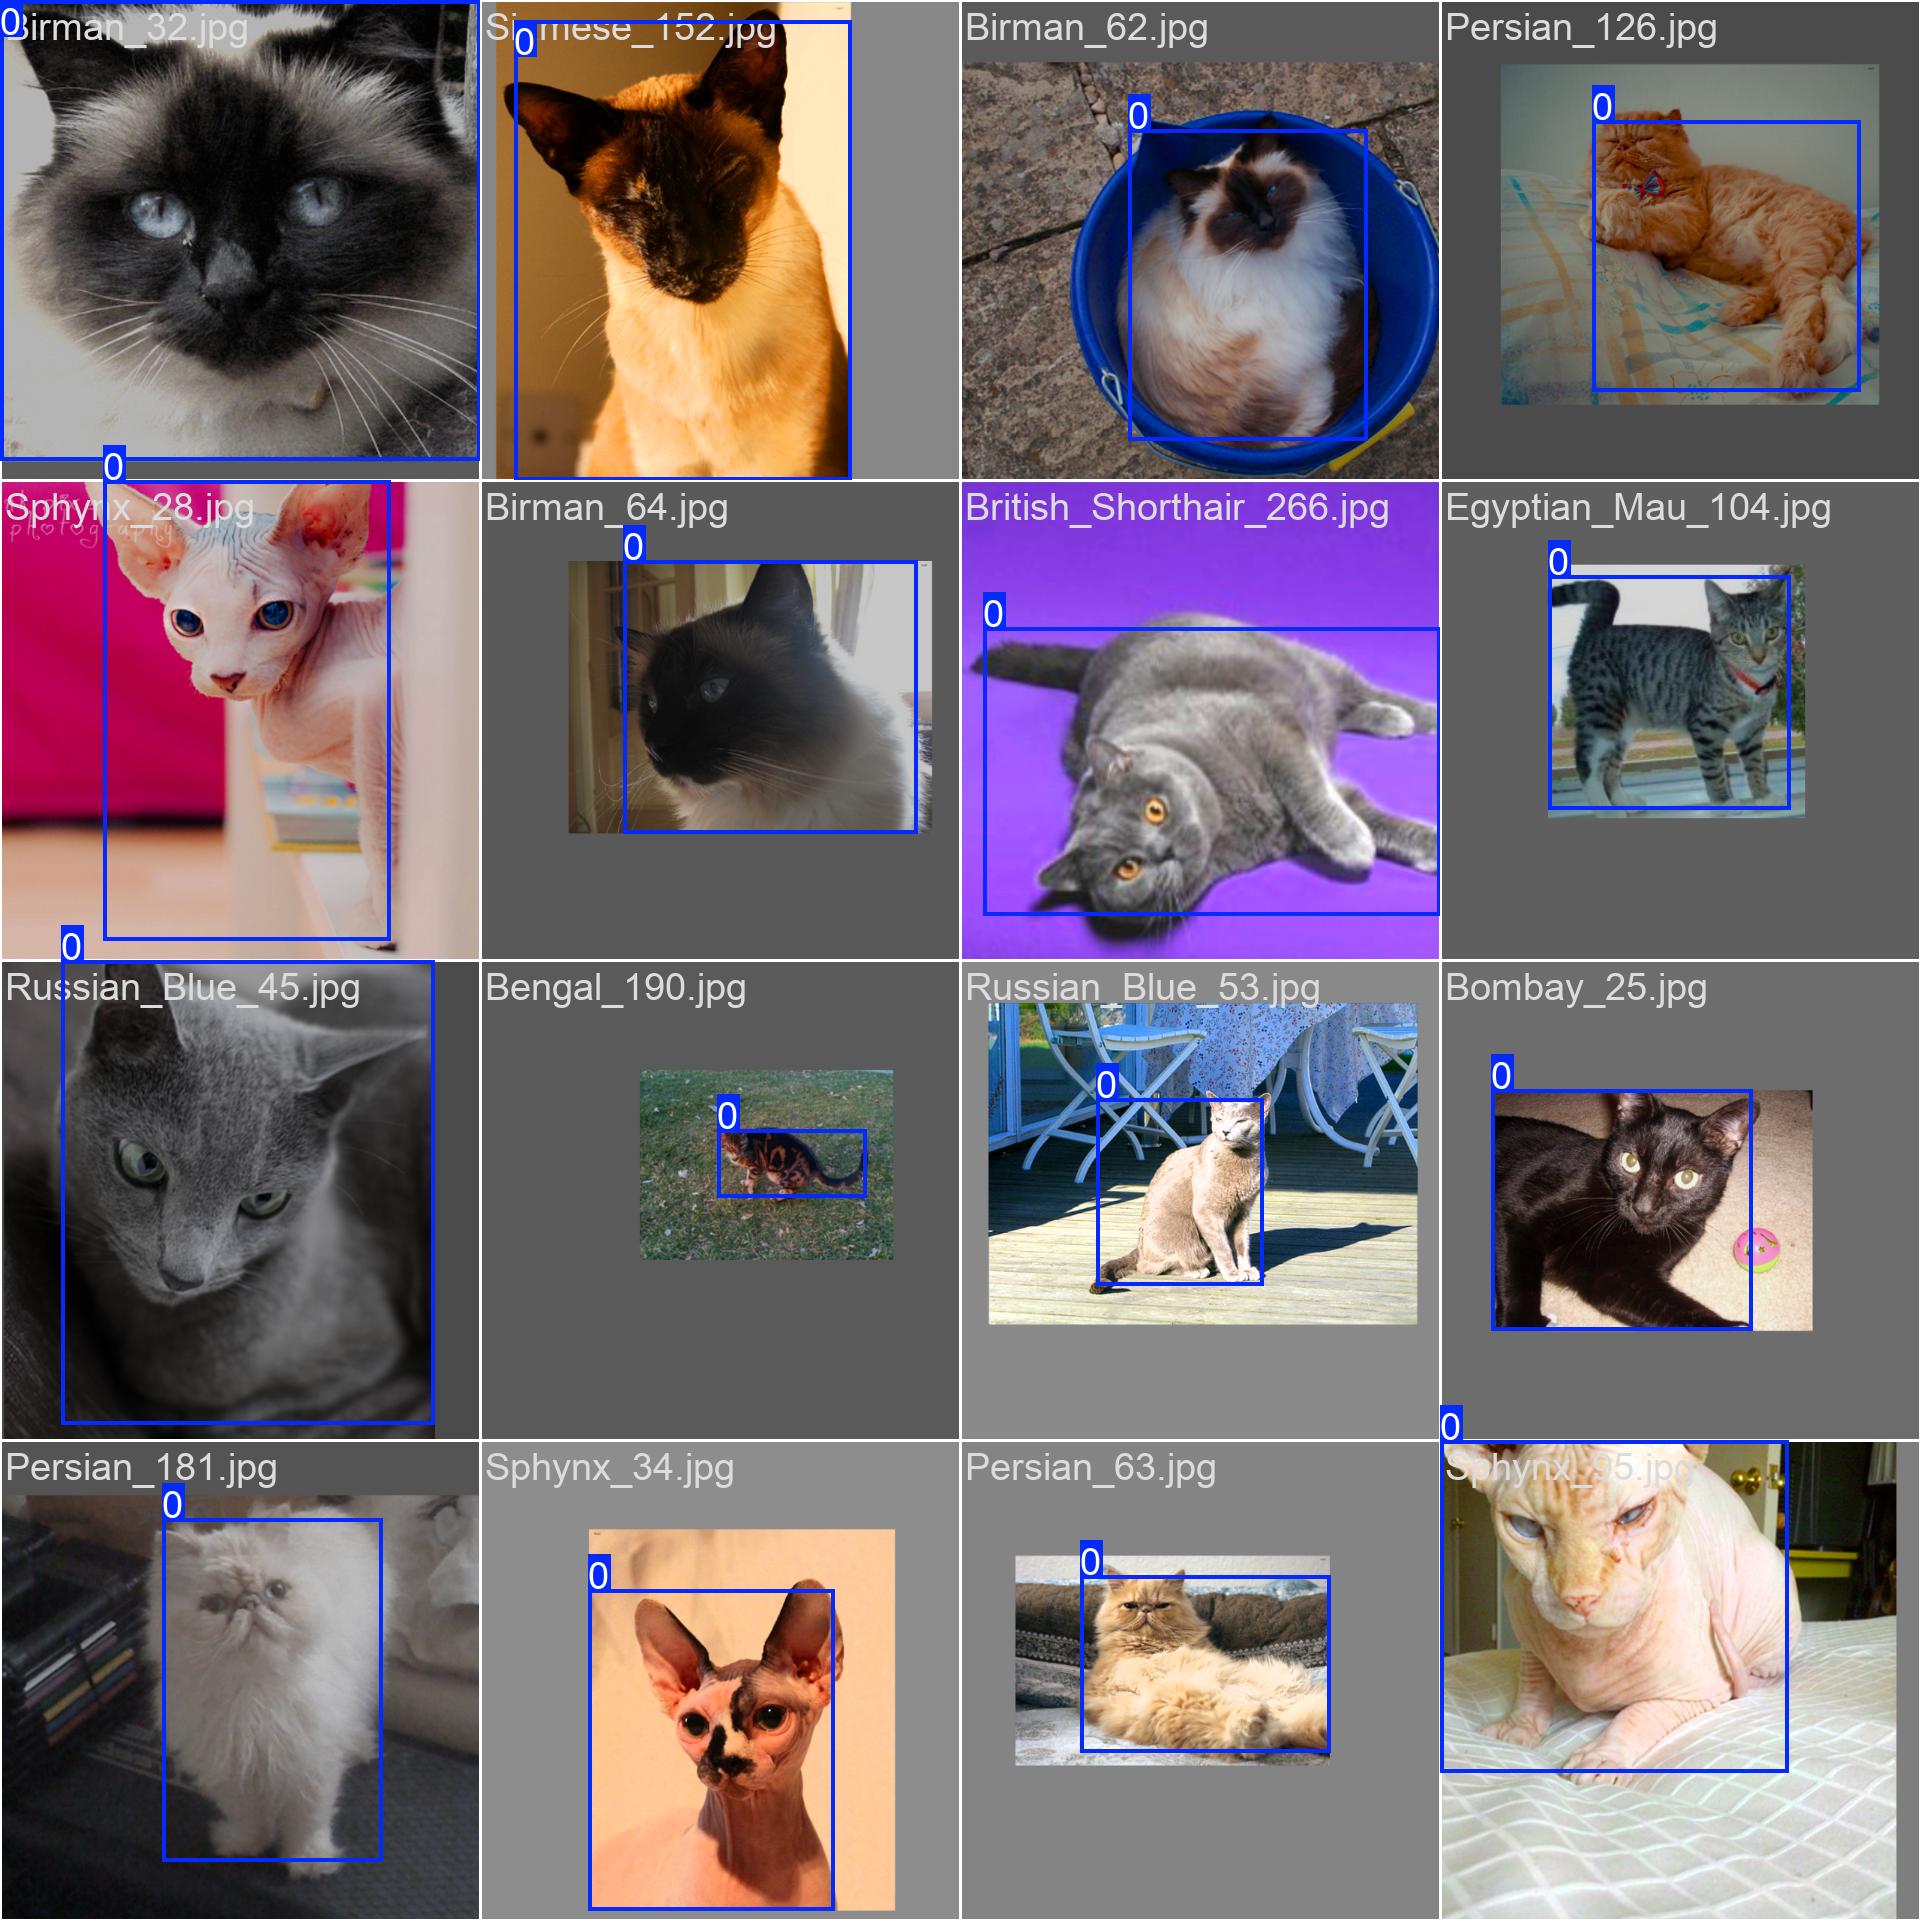 Birman_32.jpg
Siamese_152.jpg
Birman_62.jpg
Persian_126.jpg
0
0
0
0
Sphynx_28.jpg
photography
Birman_64.jpg
British_Shorthair_266.jpg
Egyptian_Mau_104.jpg
0
0
0
0
Russian_Blue_45.jpg
Bengal_190.jpg
Russian_Blue_53.jpg
Bombay_25.jpg
0
0
0
0
Persian_181.jpg
Sphynx_34.jpg
Persian_63.jpg
Sphynx_95.jpg
0
0
0
0